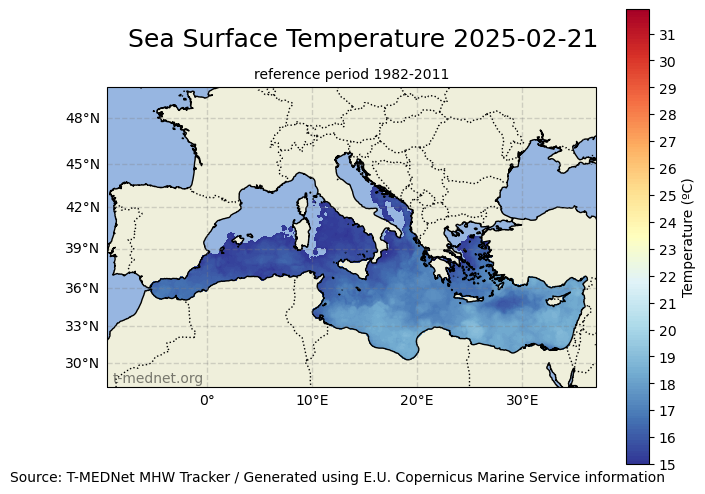 Sea Surface Temperature 2025-02-21
reference period 1982-2011
48°N
45°N
42°N
39°N
36°N
33°N
30°N
t-mednet.org
0°
10°E
20°E
30°E
31
30
29
28
27
26
25
24
23
22
21
20
19
18
17
16
15
Temperature (ºC)
Source: T-MEDNet MHW Tracker / Generated using E.U. Copernicus Marine Service information